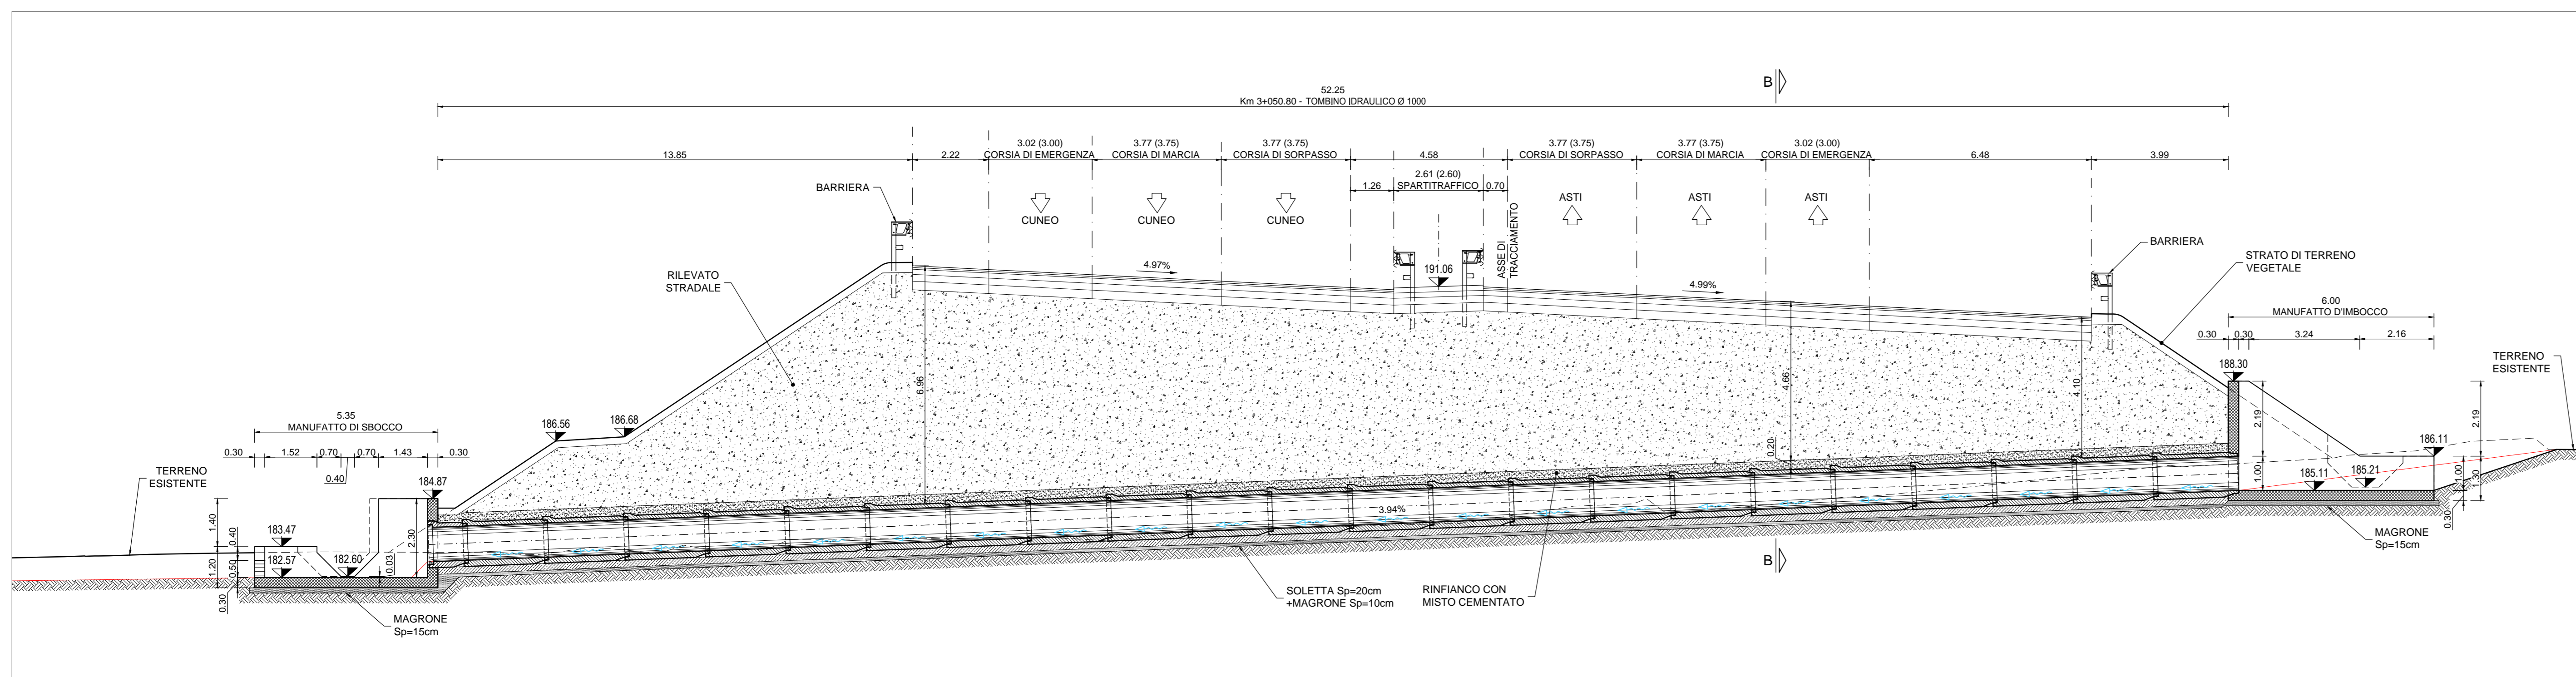 B
52.25
Km 3+050.80 - TOMBINO IDRAULICO Ø 1000
13.85
2.22
3.02 (3.00)
CORSIA DI EMERGENZA
3.77 (3.75)
CORSIA DI MARCIA
3.77 (3.75)
CORSIA DI SORPASSO
4.58
3.77 (3.75)
CORSIA DI SORPASSO
3.77 (3.75)
CORSIA DI MARCIA
3.02 (3.00)
CORSIA DI EMERGENZA
6.48
3.99
1.26
2.61 (2.60)
SPARTITRAFFICO
0.70
BARRIERA
CUNEO
CUNEO
CUNEO
ASTI
ASTI
ASTI
ASSE DI
TRACCIAMENTO
BARRIERA
STRATO DI TERRENO
VEGETALE
RILEVATO
STRADALE
4.97%
191.06
4.99%
6.00
MANUFATTO D'IMBOCCO
0.30
0.30
3.24
2.16
TERRENO
ESISTENTE
188.30
6.96
4.66
4.10
0.20
2.19
2.19
186.56
186.68
5.35
MANUFATTO DI SBOCCO
0.30
1.52
0.70
0.40
0.70
1.43
0.30
186.11
TERRENO
ESISTENTE
184.87
185.11
185.21
1.00
1.00
1.30
0.30
1.40
183.47
0.40
2.30
3.94%
182.57
182.60
0.03
1.20
0.50
0.30
MAGRONE
Sp=15cm
B
SOLETTA Sp=20cm
+MAGRONE Sp=10cm
RINFIANCO CON
MISTO CEMENTATO
MAGRONE
Sp=15cm